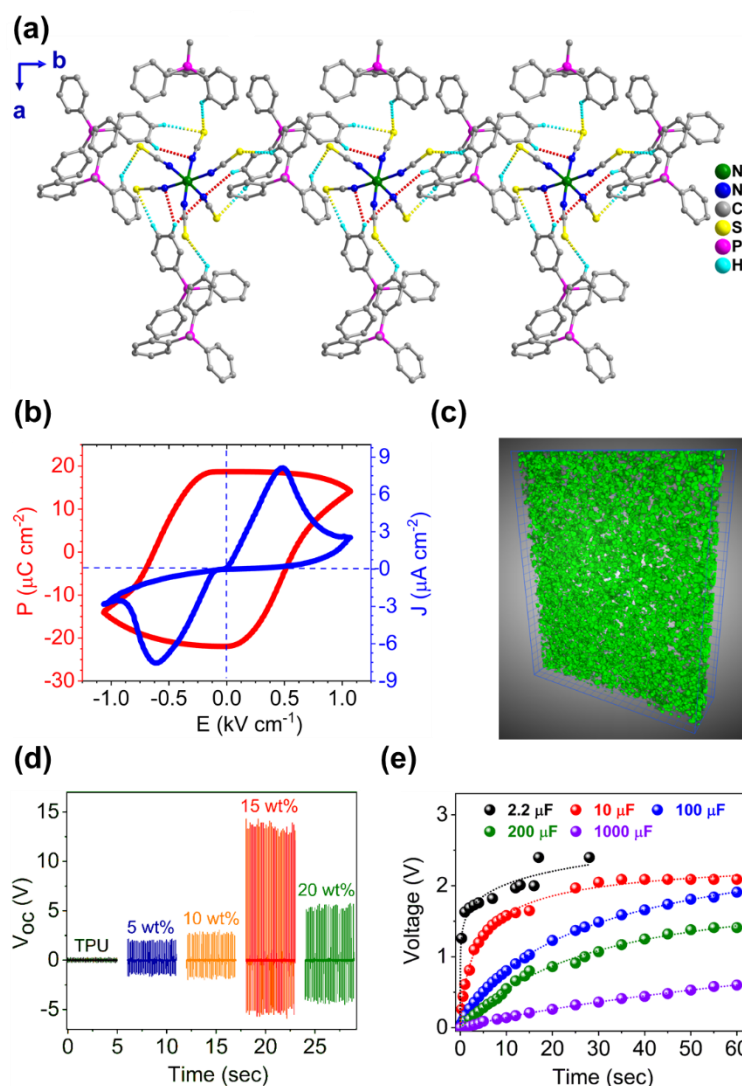 (a)
b
a
N
N
C
S
P
H
(b)
(c)
20
10
0
-10
-20
-30
P (μC cm⁻²)
9
6
3
0
-3
-6
-9
J (μA cm⁻²)
-1.0 -0.5 0.0 0.5 1.0
E (kV cm⁻¹)
(d)
(e)
15
10
5
0
-5
V_OC (V)
TPU
5 wt%
10 wt%
15 wt%
20 wt%
0 5 10 15 20 25
Time (sec)
3
2
1
0
Voltage (V)
2.2 μF 10 μF 100 μF
200 μF 1000 μF
0 10 20 30 40 50 60
Time (sec)